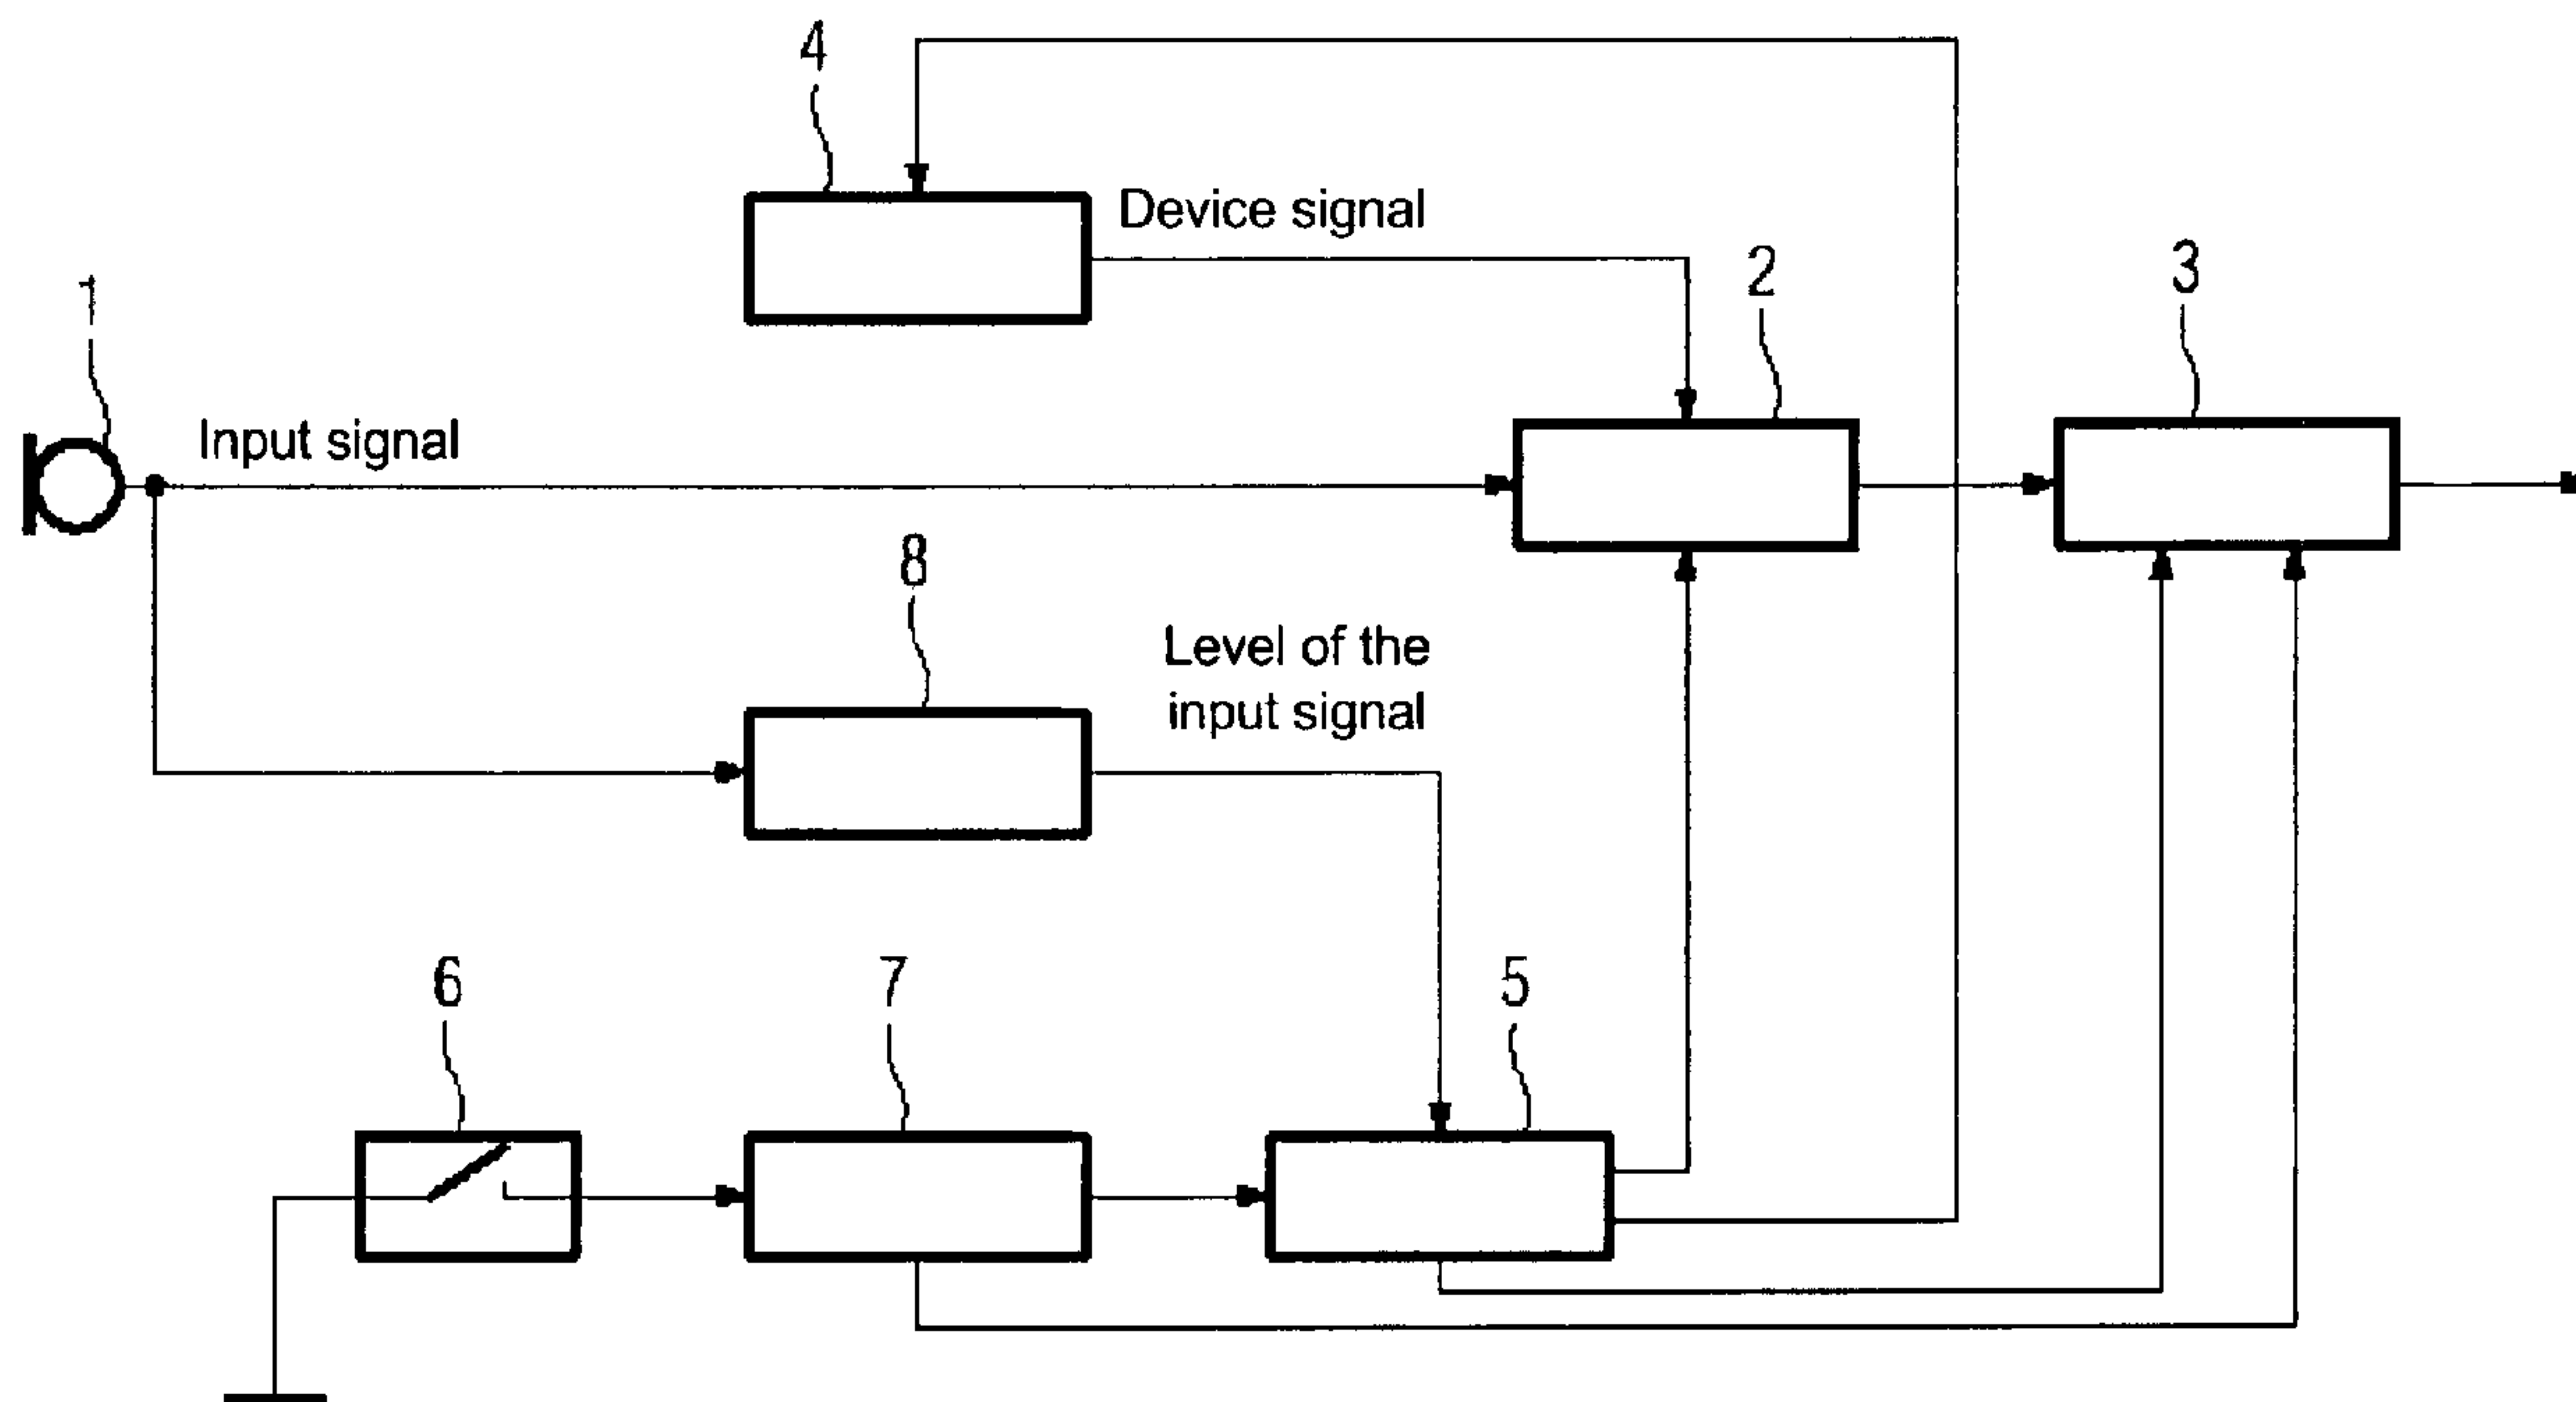 4
Device signal
2
3
1
Input signal
8
Level of the
input signal
6
7
5